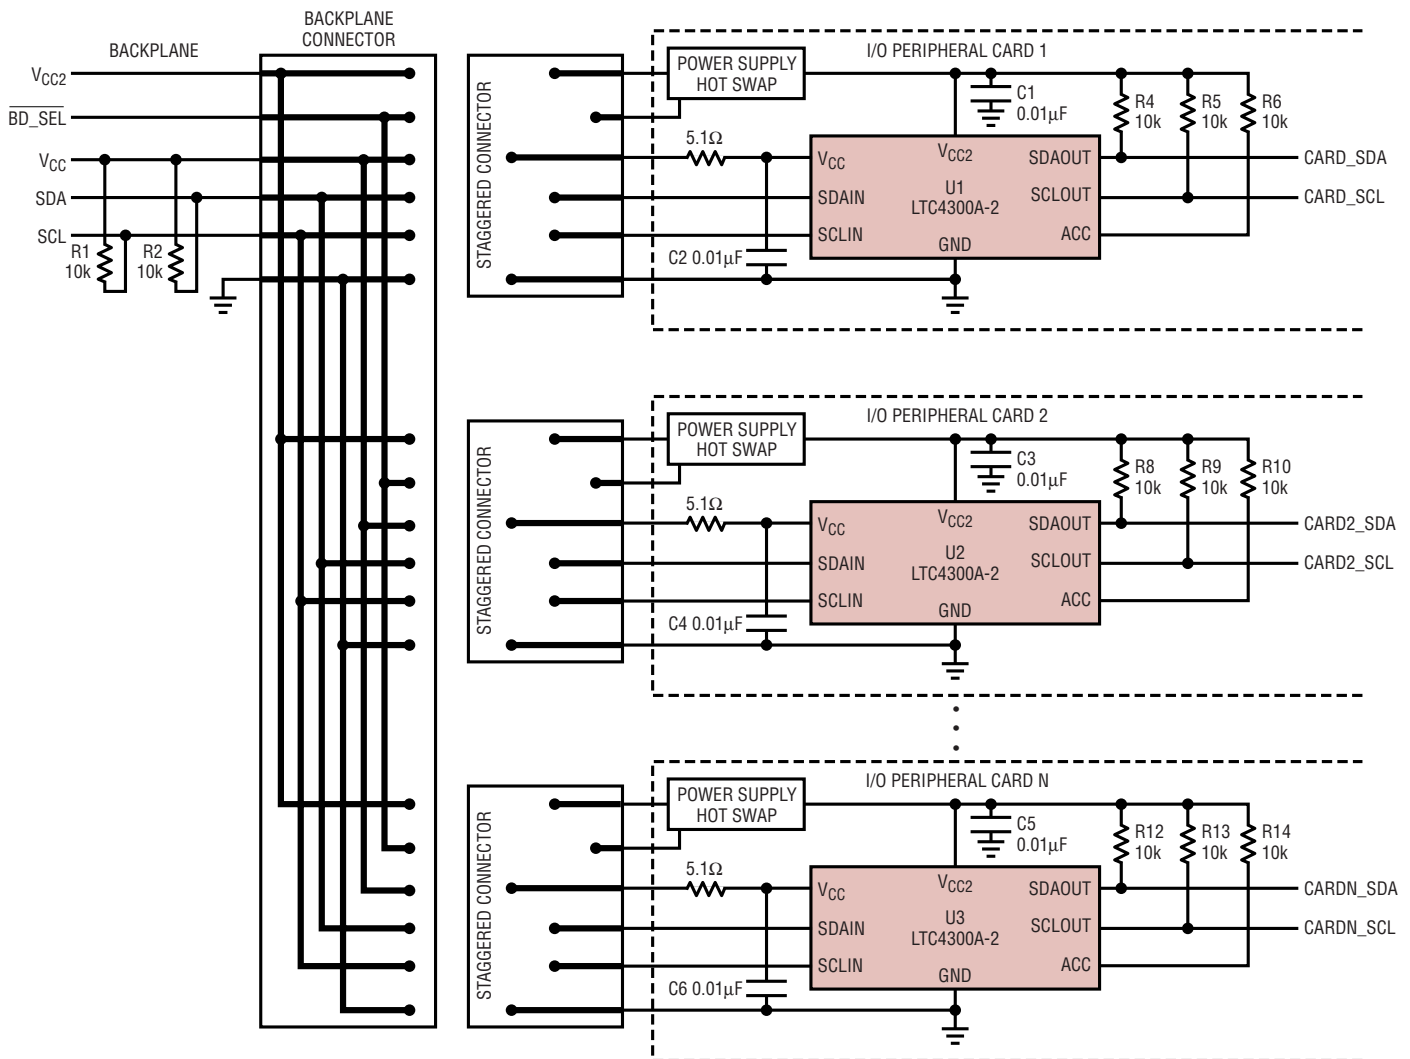 BACKPLANE
BACKPLANE
CONNECTOR
VCC2
BD_SEL
VCC
SDA
SCL
R1
10k
R2
10k
STAGGERED CONNECTOR
I/O PERIPHERAL CARD 1
POWER SUPPLY
HOT SWAP
C1
0.01μF
R4
10k
R5
10k
R6
10k
5.1Ω
C2 0.01μF
VCC
VCC2
SDAOUT
SDAIN
U1
LTC4300A-2
SCLOUT
SCLIN
GND
ACC
CARD_SDA
CARD_SCL
STAGGERED CONNECTOR
I/O PERIPHERAL CARD 2
POWER SUPPLY
HOT SWAP
C3
0.01μF
R8
10k
R9
10k
R10
10k
5.1Ω
C4 0.01μF
VCC
VCC2
SDAOUT
SDAIN
U2
LTC4300A-2
SCLOUT
SCLIN
GND
ACC
CARD2_SDA
CARD2_SCL
STAGGERED CONNECTOR
I/O PERIPHERAL CARD N
POWER SUPPLY
HOT SWAP
C5
0.01μF
R12
10k
R13
10k
R14
10k
5.1Ω
C6 0.01μF
VCC
VCC2
SDAOUT
SDAIN
U3
LTC4300A-2
SCLOUT
SCLIN
GND
ACC
CARDN_SDA
CARDN_SCL